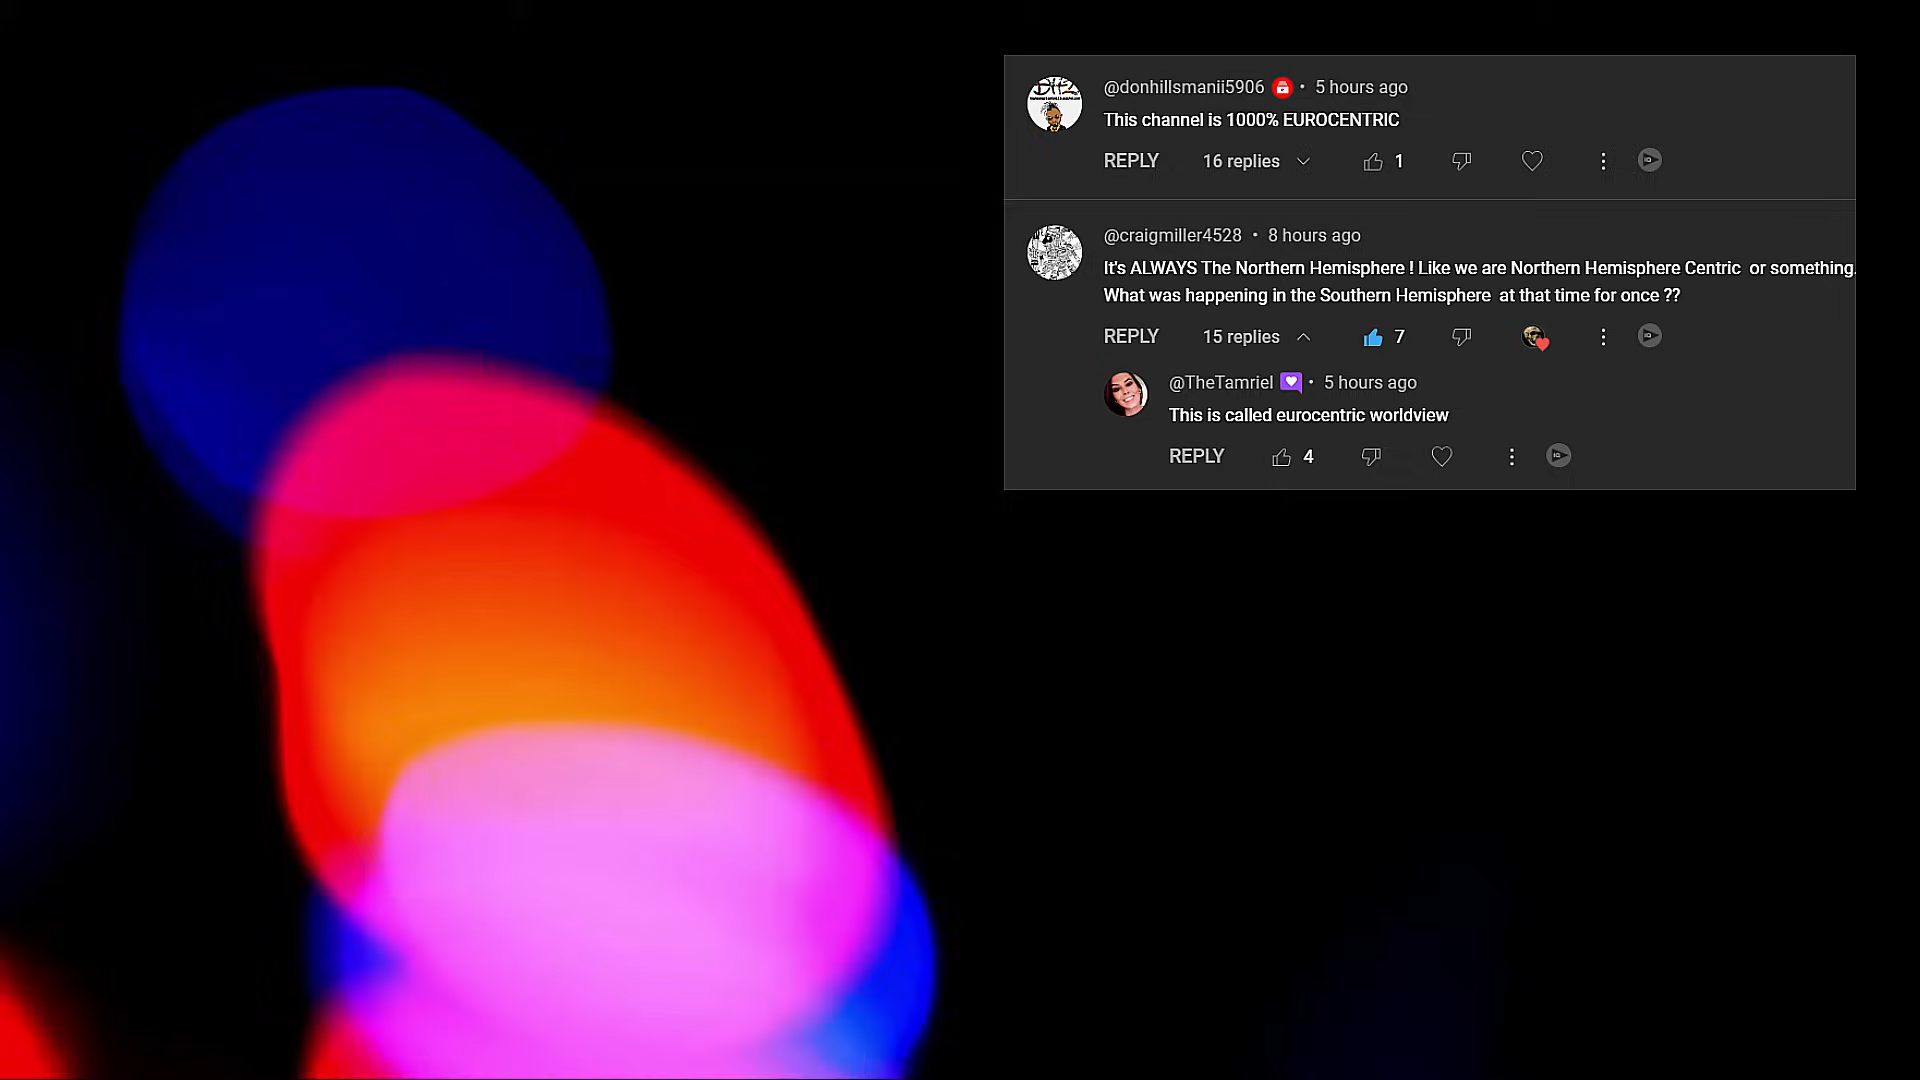 @donhillsmanii5906 • 5 hours ago
This channel is 1000% EUROCENTRIC
REPLY 16 replies 1
@craigmiller4528 • 8 hours ago
It's ALWAYS The Northern Hemisphere ! Like we are Northern Hemisphere Centric or something.
What was happening in the Southern Hemisphere at that time for once ??
REPLY 15 replies 7
@TheTamriel • 5 hours ago
This is called eurocentric worldview
REPLY 4